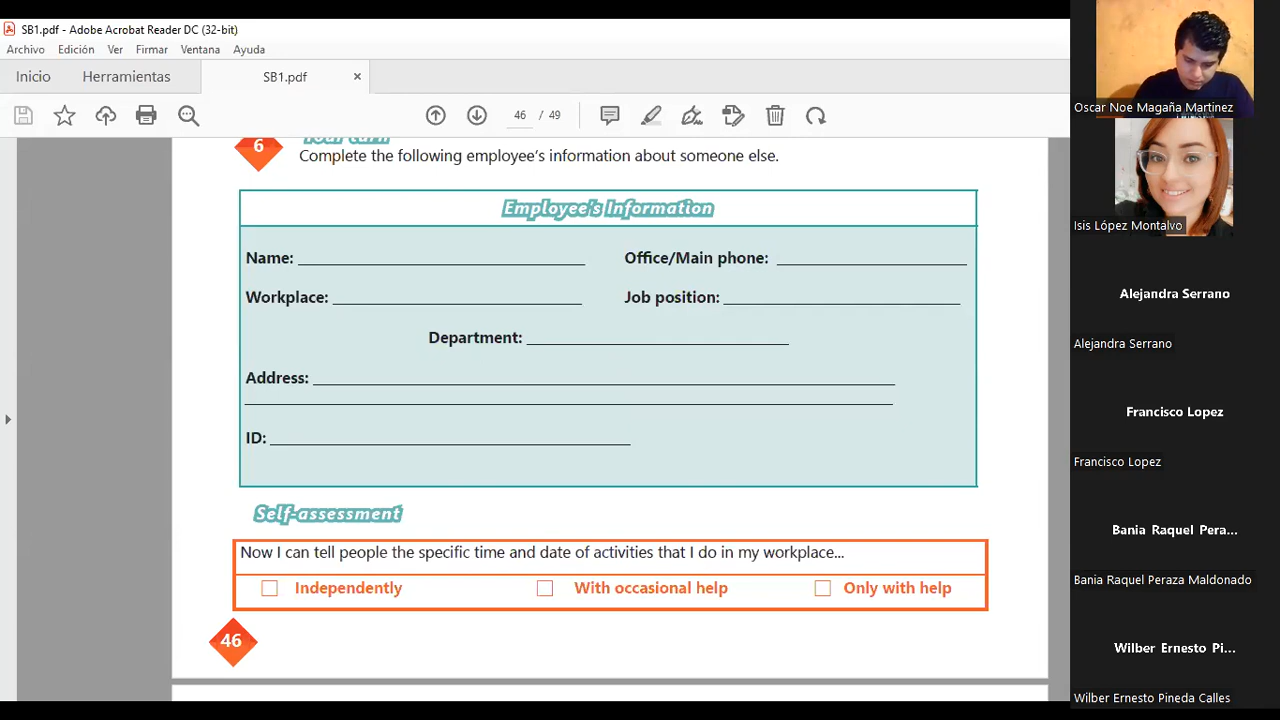 SB1.pdf - Adobe Acrobat Reader DC (32-bit)
Archivo Edición Ver Firmar Ventana Ayuda
Inicio Herramientas SB1.pdf ×
46 / 49
6 Your turn
Complete the following employee's information about someone else.
Employee's Information
Name: Office/Main phone:
Workplace: Job position:
Department:
Address:
ID:
Self-assessment
Now I can tell people the specific time and date of activities that I do in my workplace...
Independently With occasional help Only with help
46
Oscar Noe Magaña Martinez
Isis López Montalvo
Alejandra Serrano
Alejandra Serrano
Francisco Lopez
Francisco Lopez
Bania Raquel Pera...
Bania Raquel Peraza Maldonado
Wilber Ernesto Pi...
Wilber Ernesto Pineda Calles